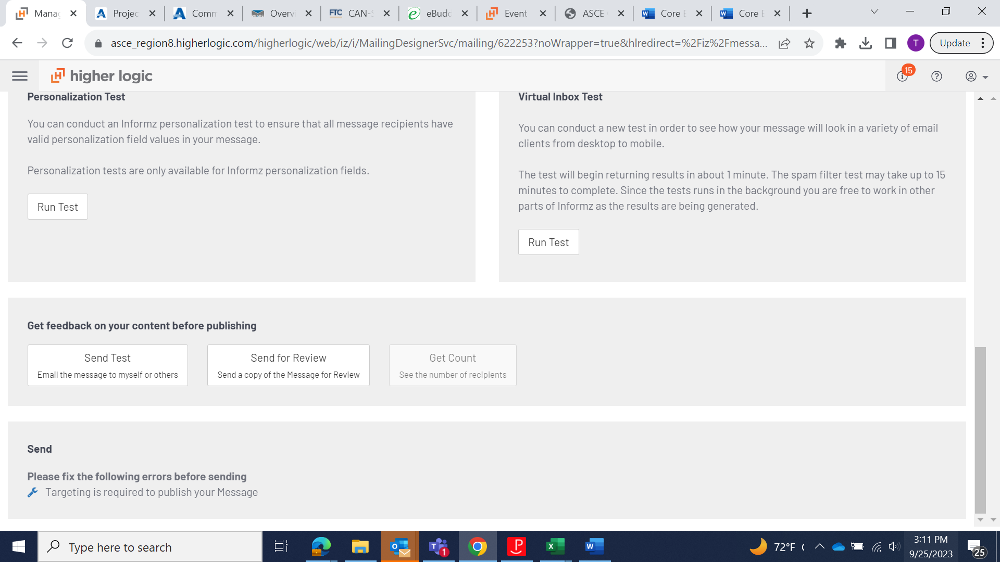 Manag
Projec
Comm
Overvi
FTC CAN-S
eBudd
Event
ASCE
Core E
Core E
asce_region8.higherlogic.com/higherlogic/web/iz/i/MailingDesignerSvc/mailing/622253?noWrapper=true&hlredirect=%2Fiz%2Fmessa...
T
Update
higher logic
15
Personalization Test
You can conduct an Informz personalization test to ensure that all message recipients have
valid personalization field values in your message.
Personalization tests are only available for Informz personalization fields.
Run Test
Virtual Inbox Test
You can conduct a new test in order to see how your message will look in a variety of email
clients from desktop to mobile.
The test will begin returning results in about 1 minute. The spam filter test may take up to 15
minutes to complete. Since the tests runs in the background you are free to work in other
parts of Informz as the results are being generated.
Run Test
Get feedback on your content before publishing
Send Test
Email the message to myself or others
Send for Review
Send a copy of the Message for Review
Get Count
See the number of recipients
Send
Please fix the following errors before sending
Targeting is required to publish your Message
Type here to search
1
72°F
3:11 PM
9/25/2023
25